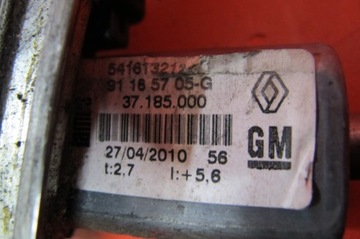 91 16 57 05-G
37.185.000
GM
27/04/2010 56
t:2,7 I:+5,6